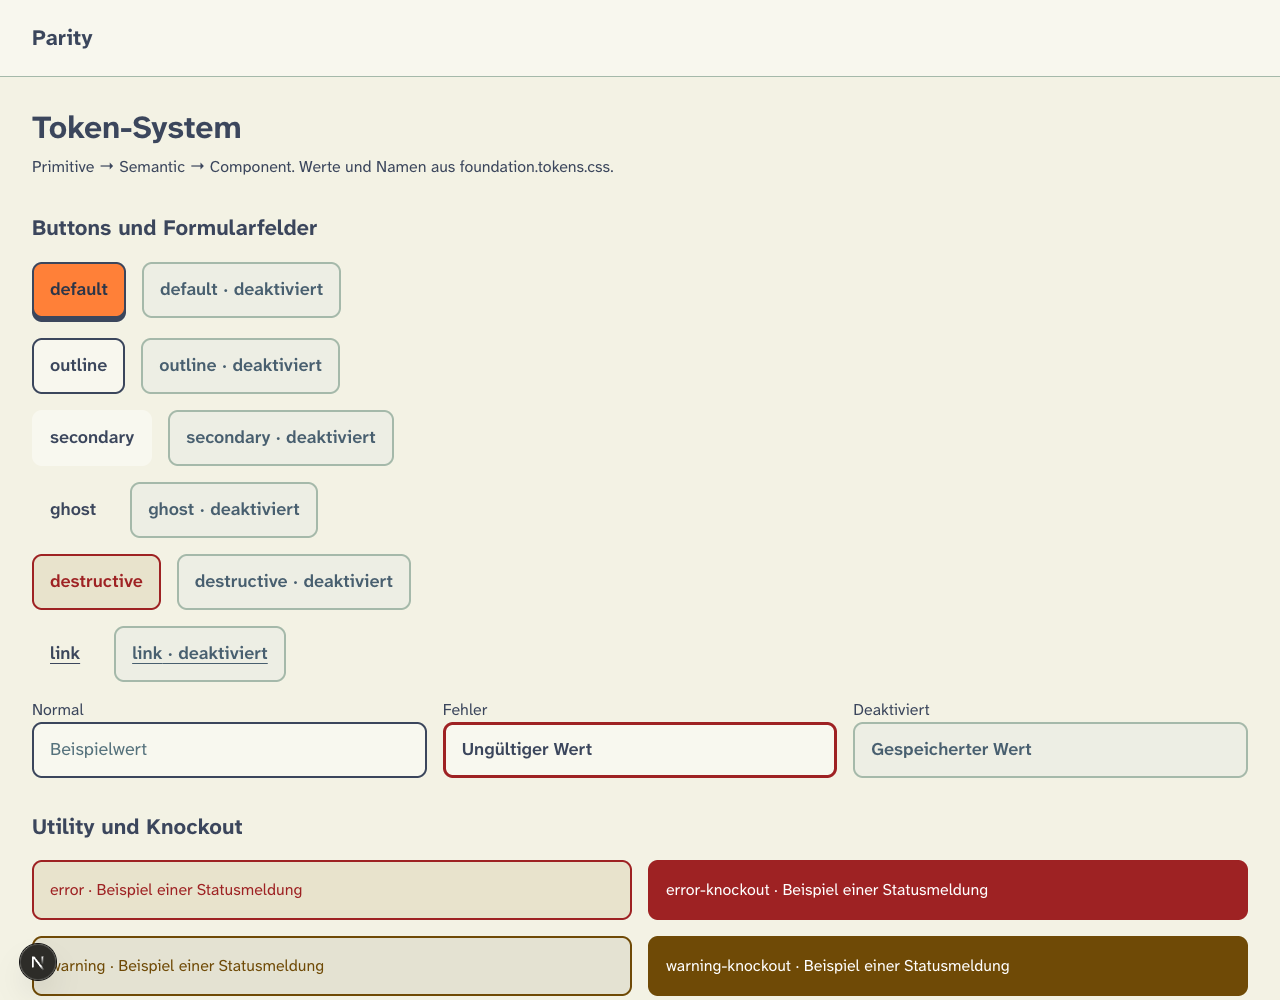 Parity
Token-System
Primitive → Semantic → Component. Werte und Namen aus foundation.tokens.css.
Buttons und Formularfelder
default
default · deaktiviert
outline
outline · deaktiviert
secondary
secondary · deaktiviert
ghost
ghost · deaktiviert
destructive
destructive · deaktiviert
link
link · deaktiviert
Normal
Fehler
Deaktiviert
Beispielwert
Ungültiger Wert
Gespeicherter Wert
Utility und Knockout
error · Beispiel einer Statusmeldung
error-knockout · Beispiel einer Statusmeldung
N
warning · Beispiel einer Statusmeldung
warning-knockout · Beispiel einer Statusmeldung